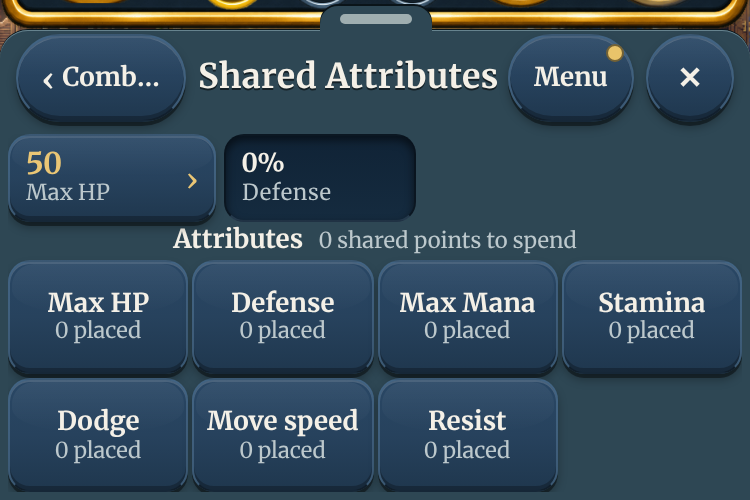 ‹ Comb...
Shared Attributes
Menu
×
50
Max HP
›
0%
Defense
Attributes 0 shared points to spend
Max HP
0 placed
Defense
0 placed
Max Mana
0 placed
Stamina
0 placed
Dodge
0 placed
Move speed
0 placed
Resist
0 placed